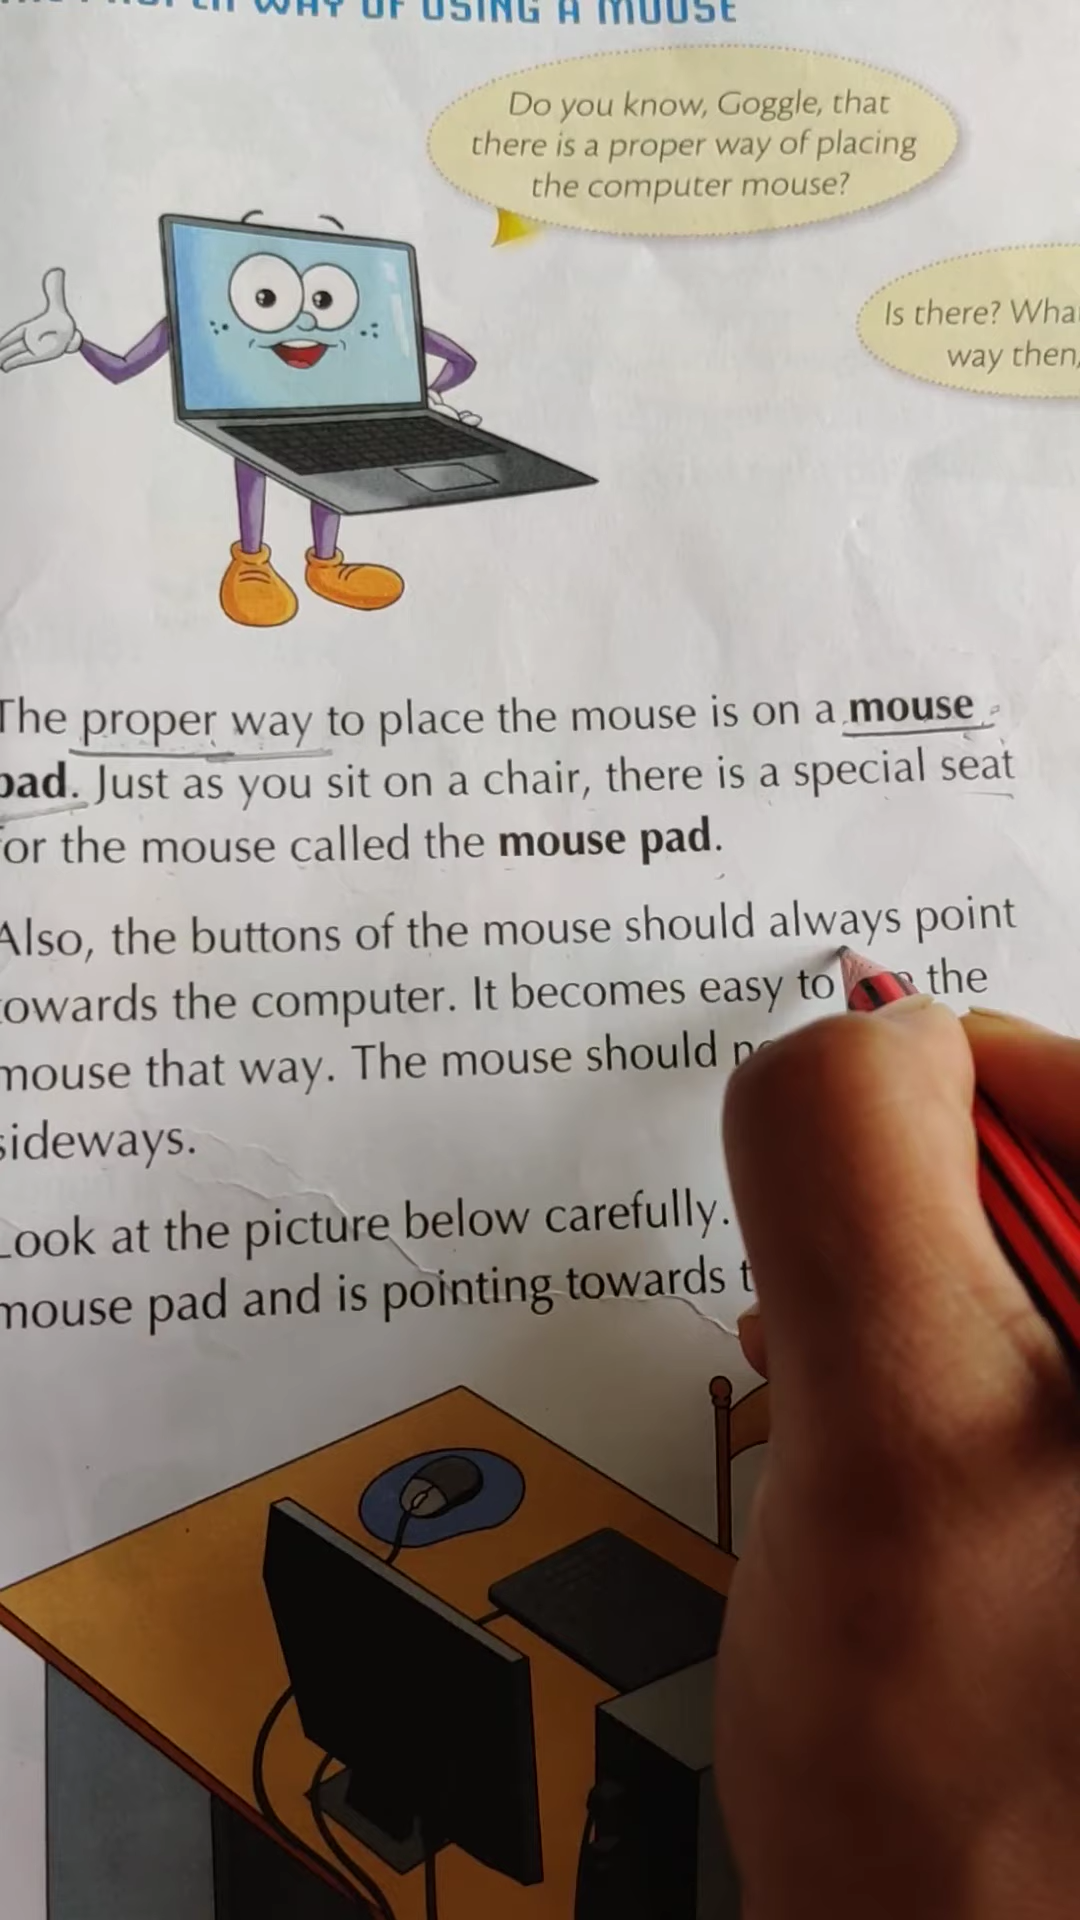 WAY OF USING A MOUSE
Do you know, Goggle, that
there is a proper way of placing
the computer mouse?
Is there?
way then,
The proper way to place the mouse is on a mouse
pad. Just as you sit on a chair, there is a special seat
for the mouse called the mouse pad.
Also, the buttons of the mouse should always point
towards the computer. It becomes easy to the
mouse that way. The mouse should
sideways.
Look at the picture below carefully.
mouse pad and is pointing towards